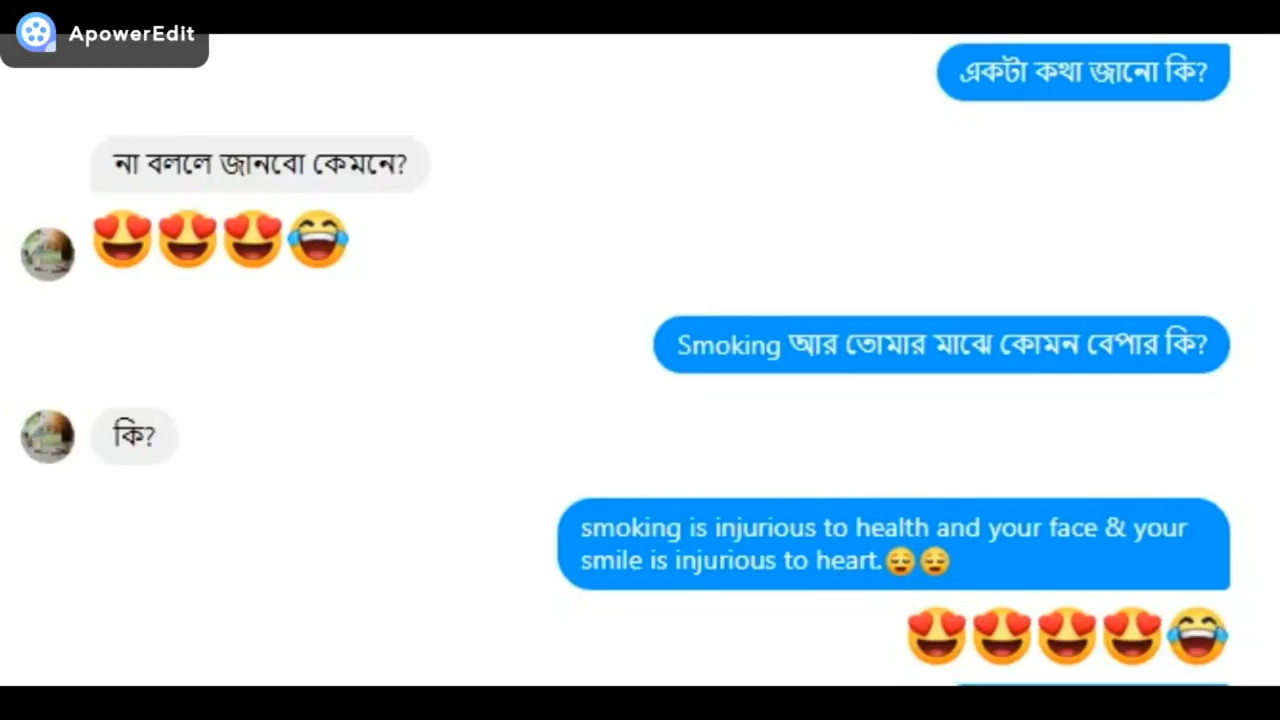 ApowerEdit
একটা কথা জানো কি?
না বললে জানবো কেমনে?
Smoking আর তোমার মাঝে কোমন বেপার কি?
কি?
smoking is injurious to health and your face & your
smile is injurious to heart.